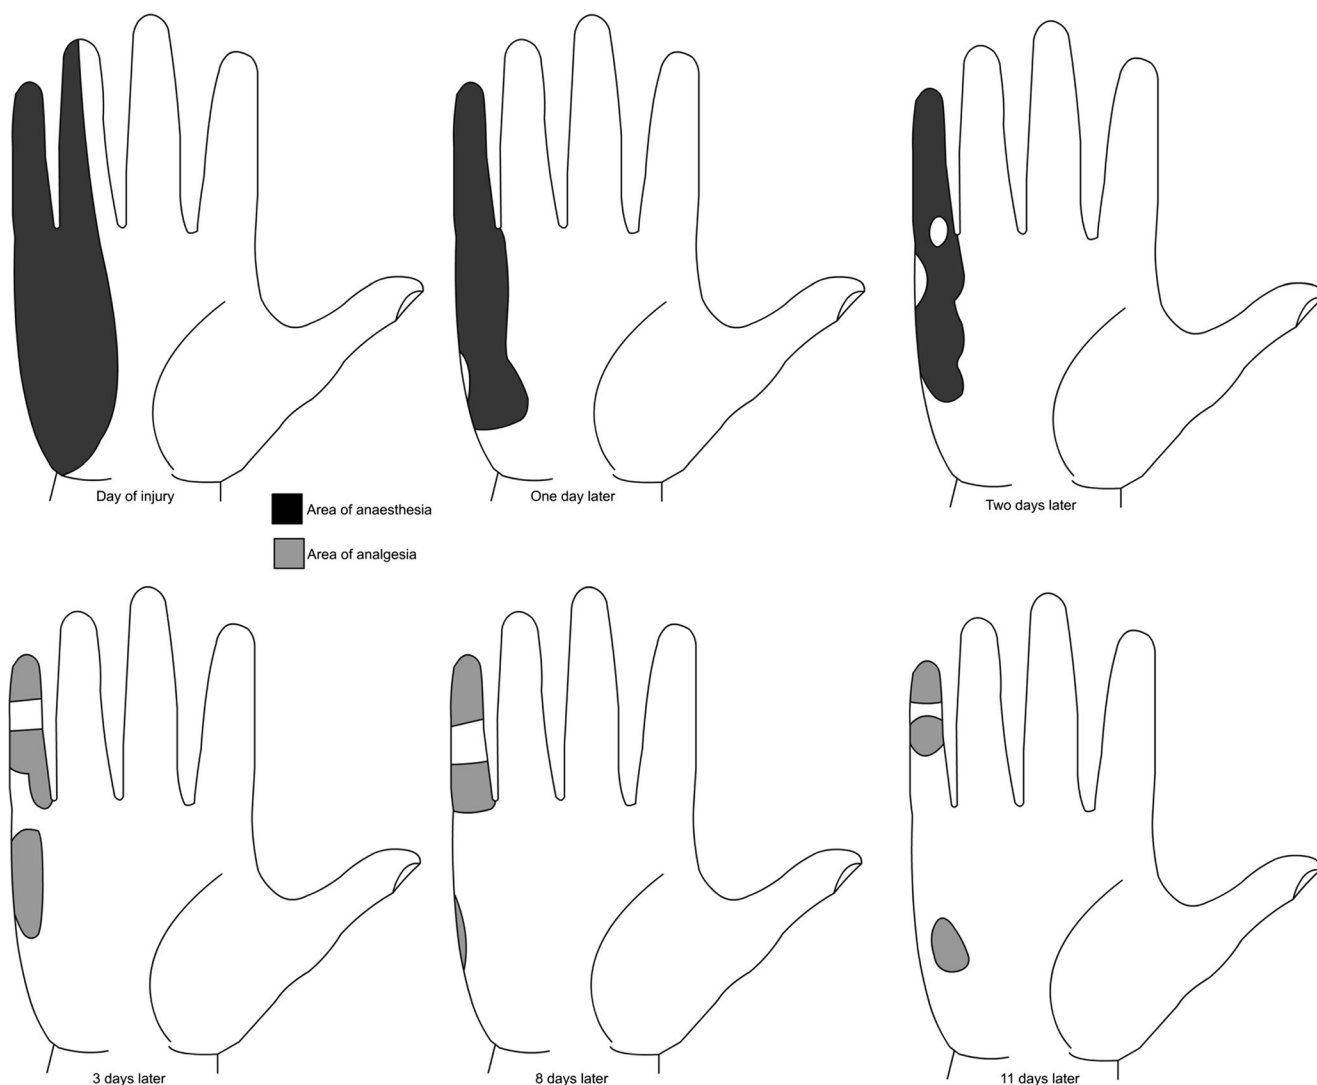 Day of injury
One day later
Two days later
Area of anaesthesia
Area of analgesia
3 days later
8 days later
11 days later